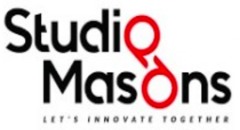 Studio
Masons
LET'S INNOVATE TOGETHER